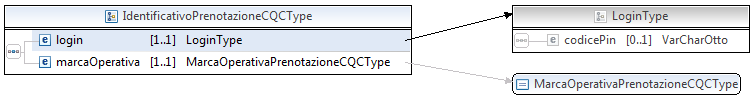 IdentificativoPrenotazioneCQCType
e login [1..1] LoginType
e marcaOperativa [1..1] MarcaOperativaPrenotazioneCQCType
LoginType
e codicePin [0..1] VarCharOtto
MarcaOperativaPrenotazioneCQCType